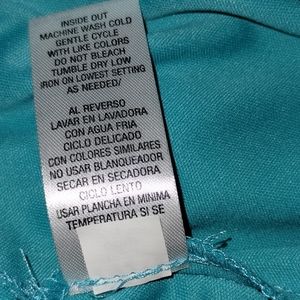 INSIDE OUT
MACHINE WASH COLD
GENTLE CYCLE
WITH LIKE COLORS
DO NOT BLEACH
TUMBLE DRY LOW
IRON ON LOWEST SETTING
AS NEEDED/
AL REVERSO
LAVAR EN LAVADORA
CON AGUA FRIA
CICLO DELICADO
CON COLORES SIMILARES
NO USAR BLANQUEADOR
SECAR EN SECADORA
CICLO LENTO
USAR PLANCHA EN MINIMA
TEMPERATURA SI SE